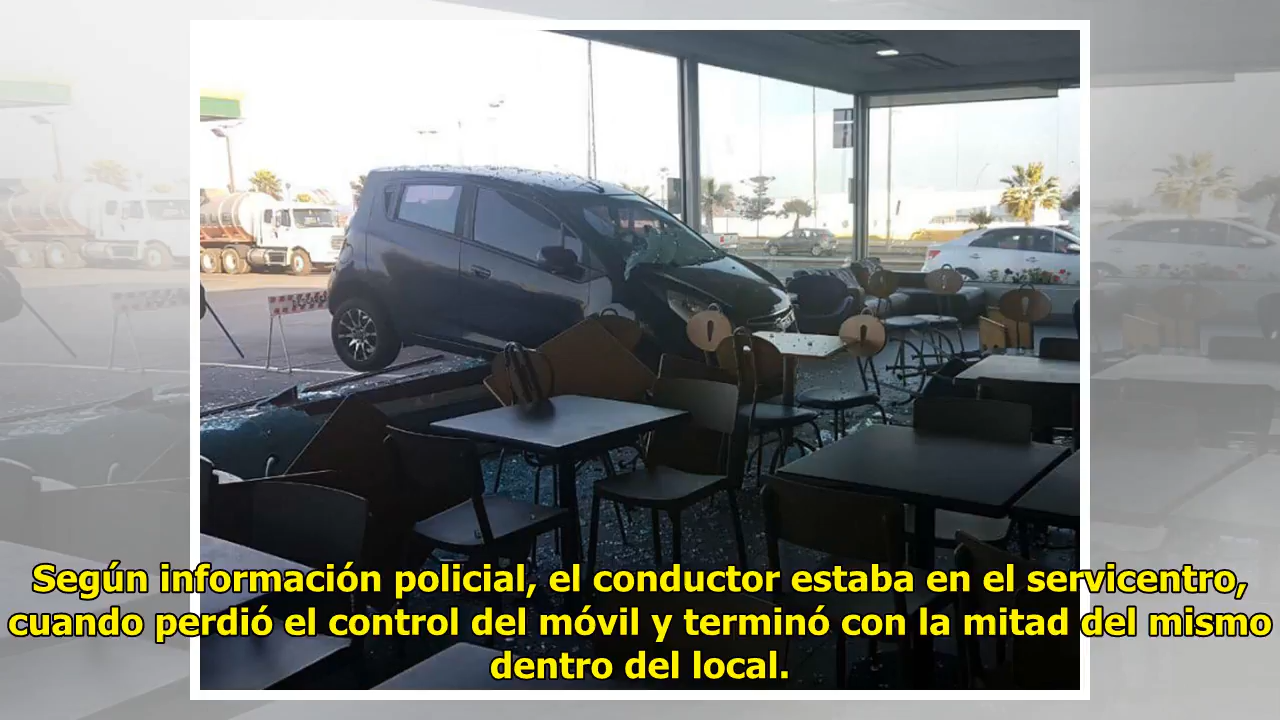 Según información policial, el conductor estaba en el servicentro,
cuando perdió el control del móvil y terminó con la mitad del mismo
dentro del local.